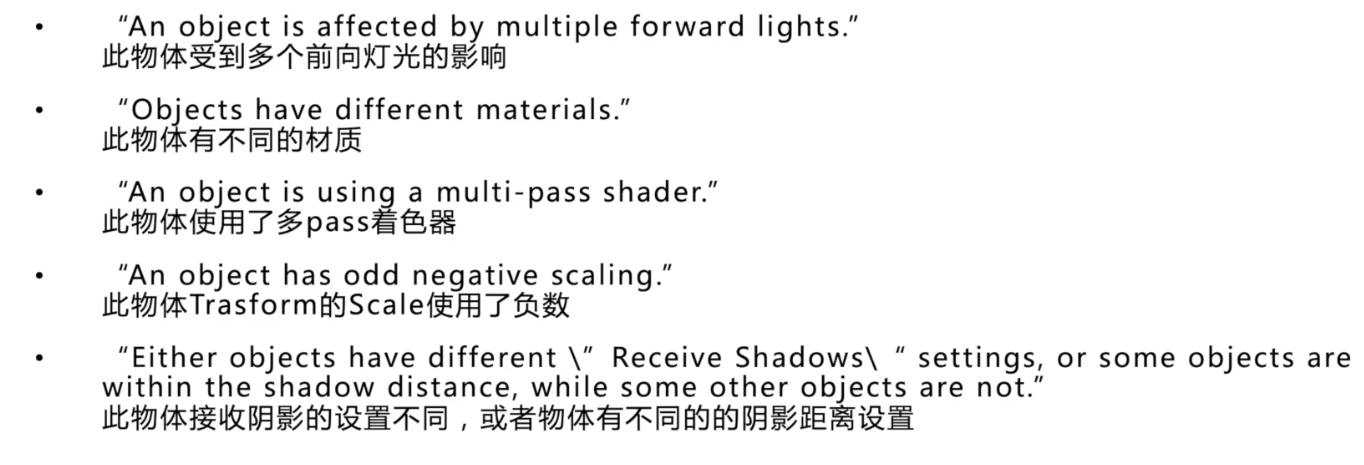 • “An object is affected by multiple forward lights.”
此物体受到多个前向灯光的影响
• “Objects have different materials.”
此物体有不同的材质
• “An object is using a multi-pass shader.”
此物体使用了多pass着色器
• “An object has odd negative scaling.”
此物体Trasform的Scale使用了负数
• “Either objects have different \”Receive Shadows\“ settings, or some objects are
within the shadow distance, while some other objects are not.”
此物体接收阴影的设置不同，或者物体有不同的的阴影距离设置